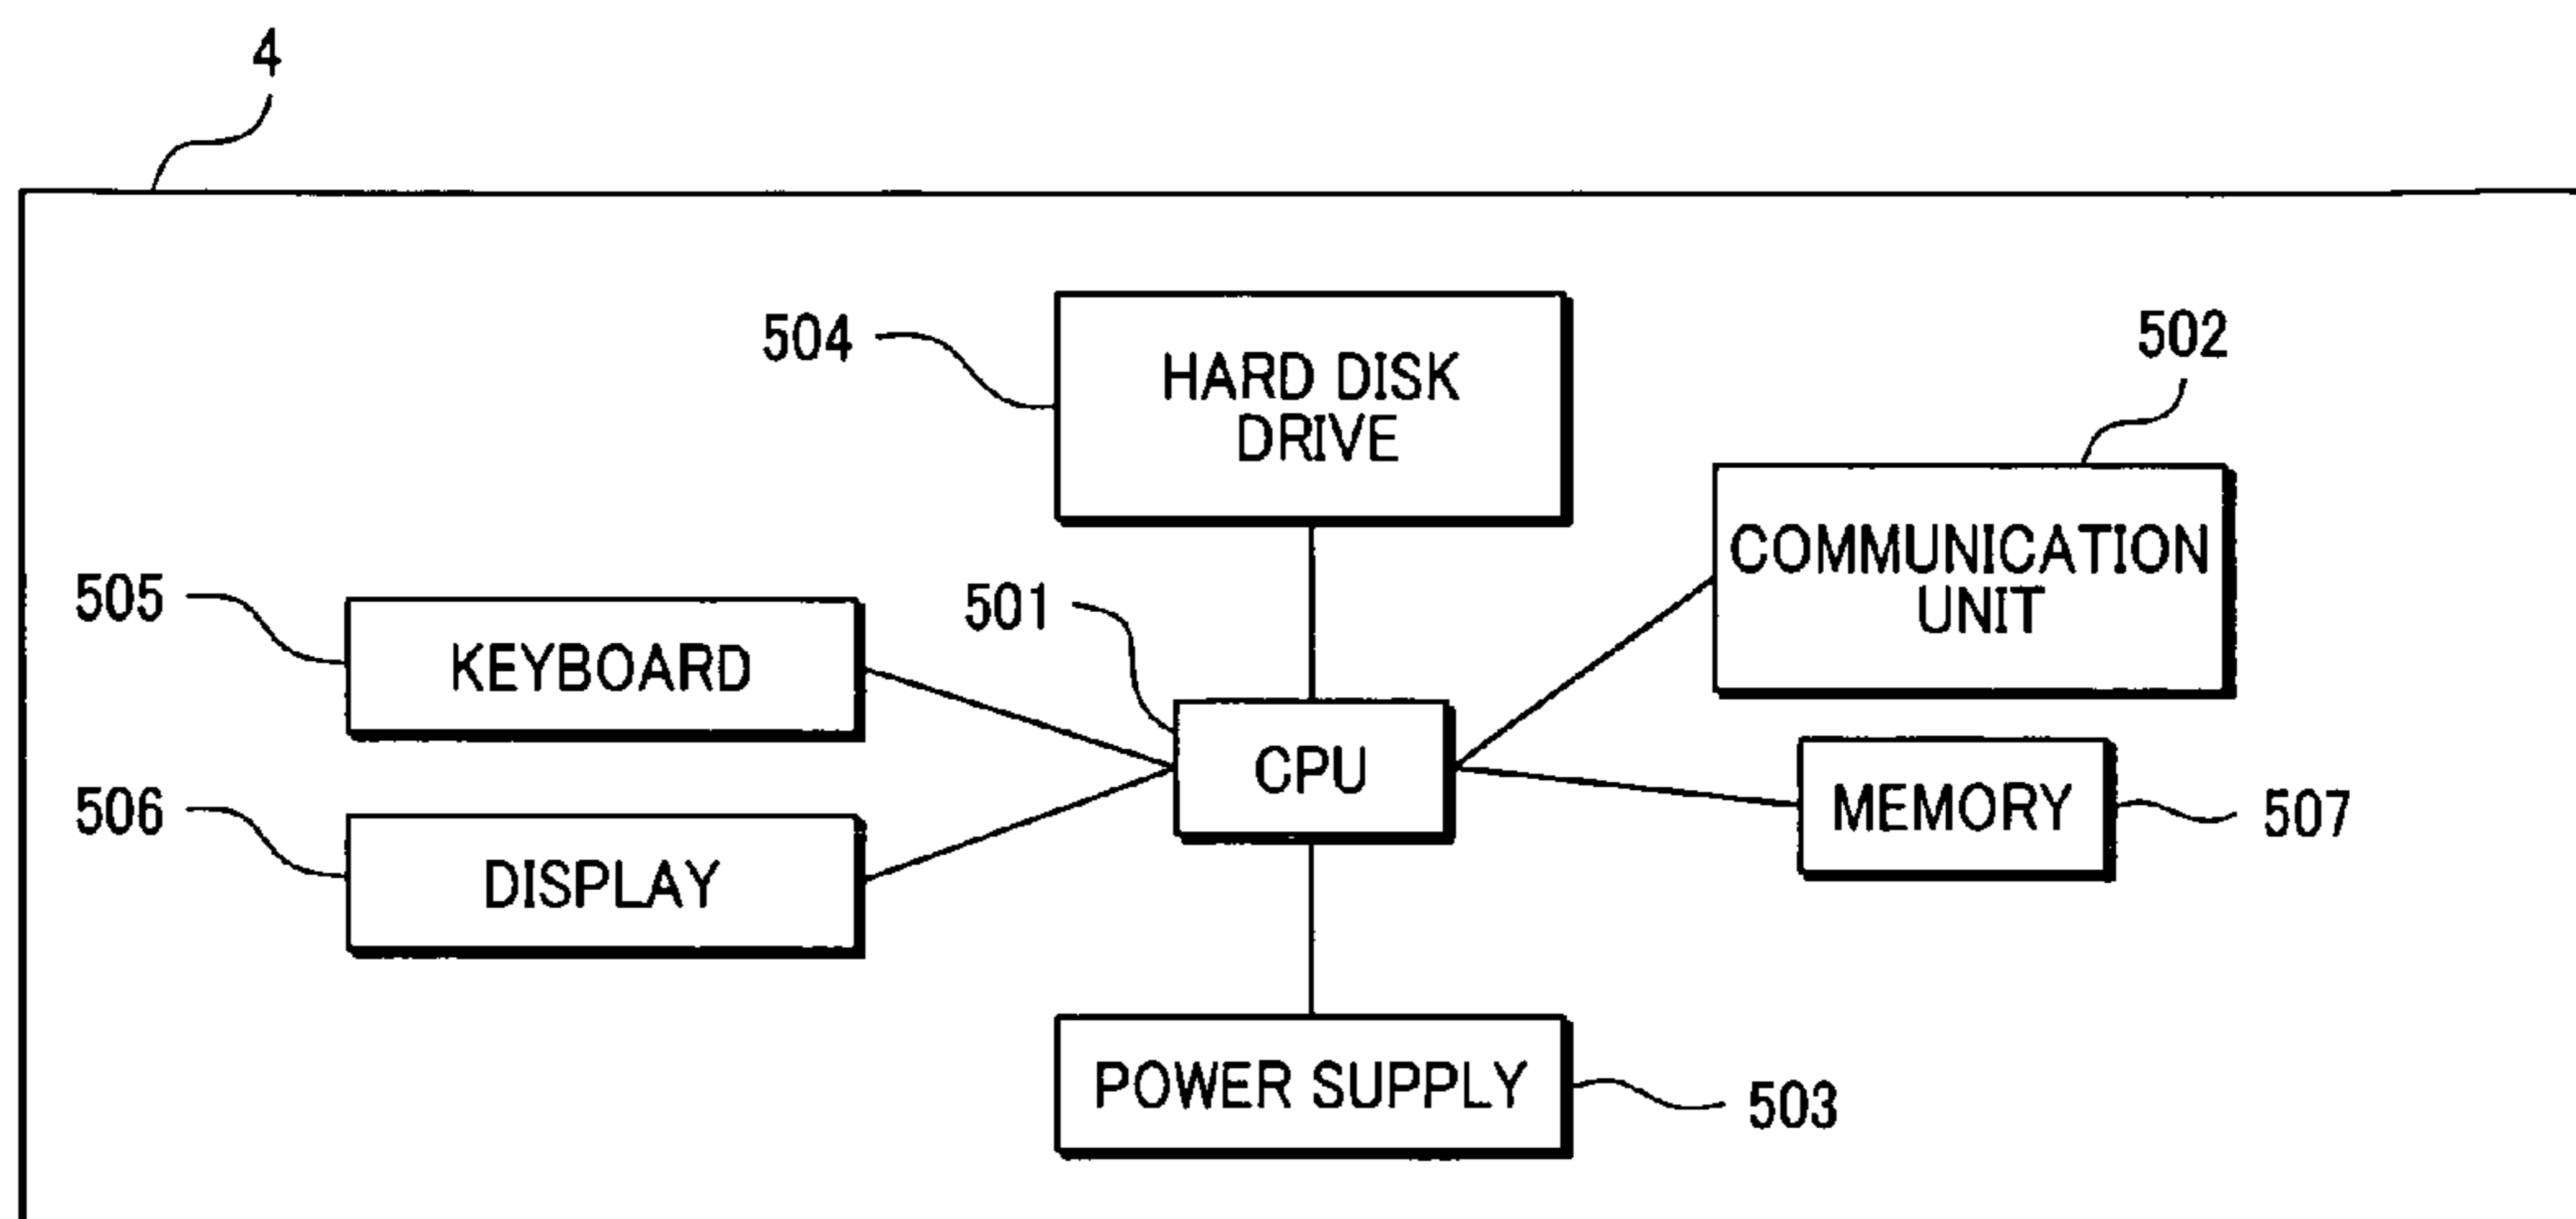 4
504
HARD DISK
DRIVE
502
COMMUNICATION
UNIT
505
KEYBOARD
501
CPU
506
DISPLAY
MEMORY
507
POWER SUPPLY
503